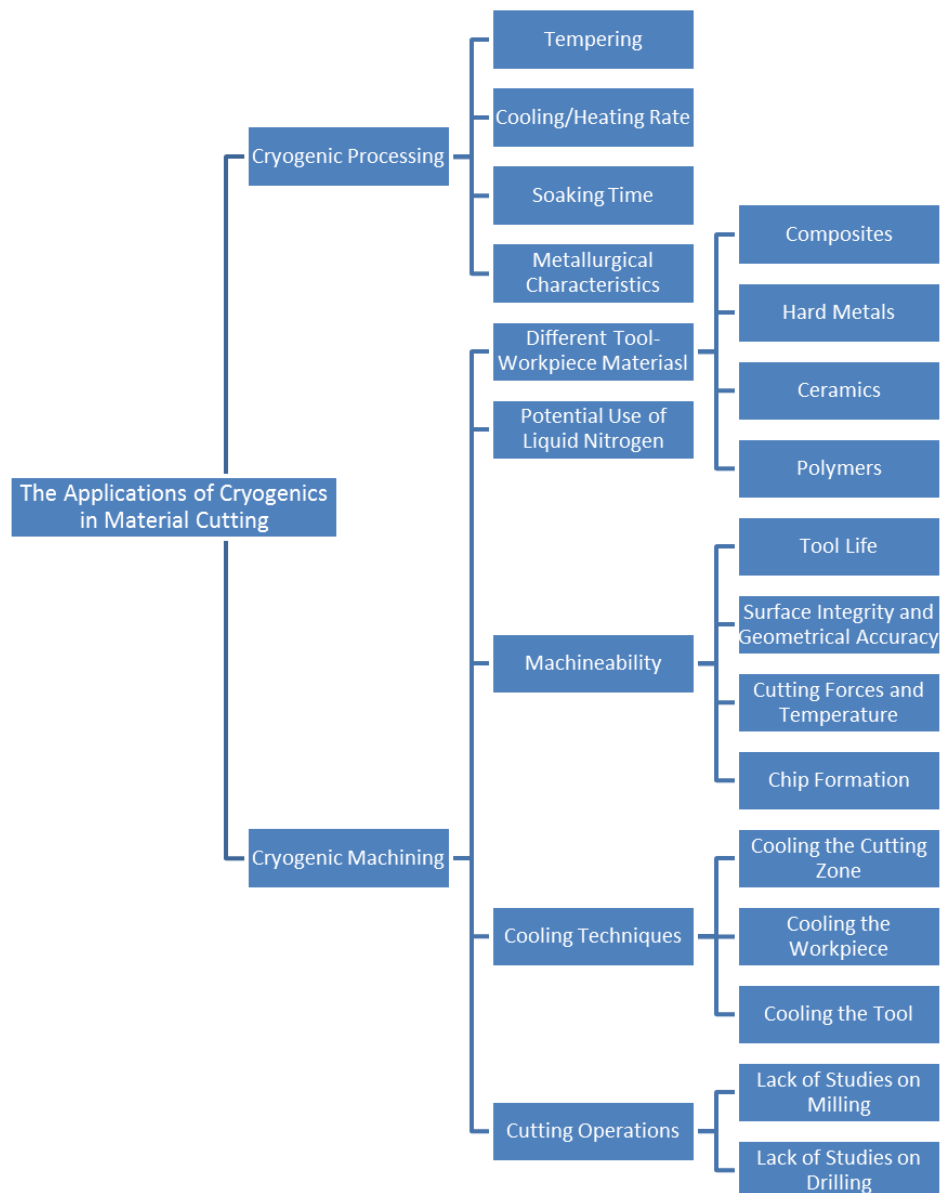 Tempering
Cooling/Heating Rate
Cryogenic Processing
Soaking Time
Metallurgical
Characteristics
Composites
Hard Metals
Different Tool-
Workpiece Materiasl
Ceramics
Potential Use of
Liquid Nitrogen
Polymers
The Applications of Cryogenics
in Material Cutting
Tool Life
Surface Integrity and
Geometrical Accuracy
Machineability
Cutting Forces and
Temperature
Chip Formation
Cryogenic Machining
Cooling the Cutting
Zone
Cooling Techniques
Cooling the
Workpiece
Cooling the Tool
Lack of Studies on
Milling
Cutting Operations
Lack of Studies on
Drilling